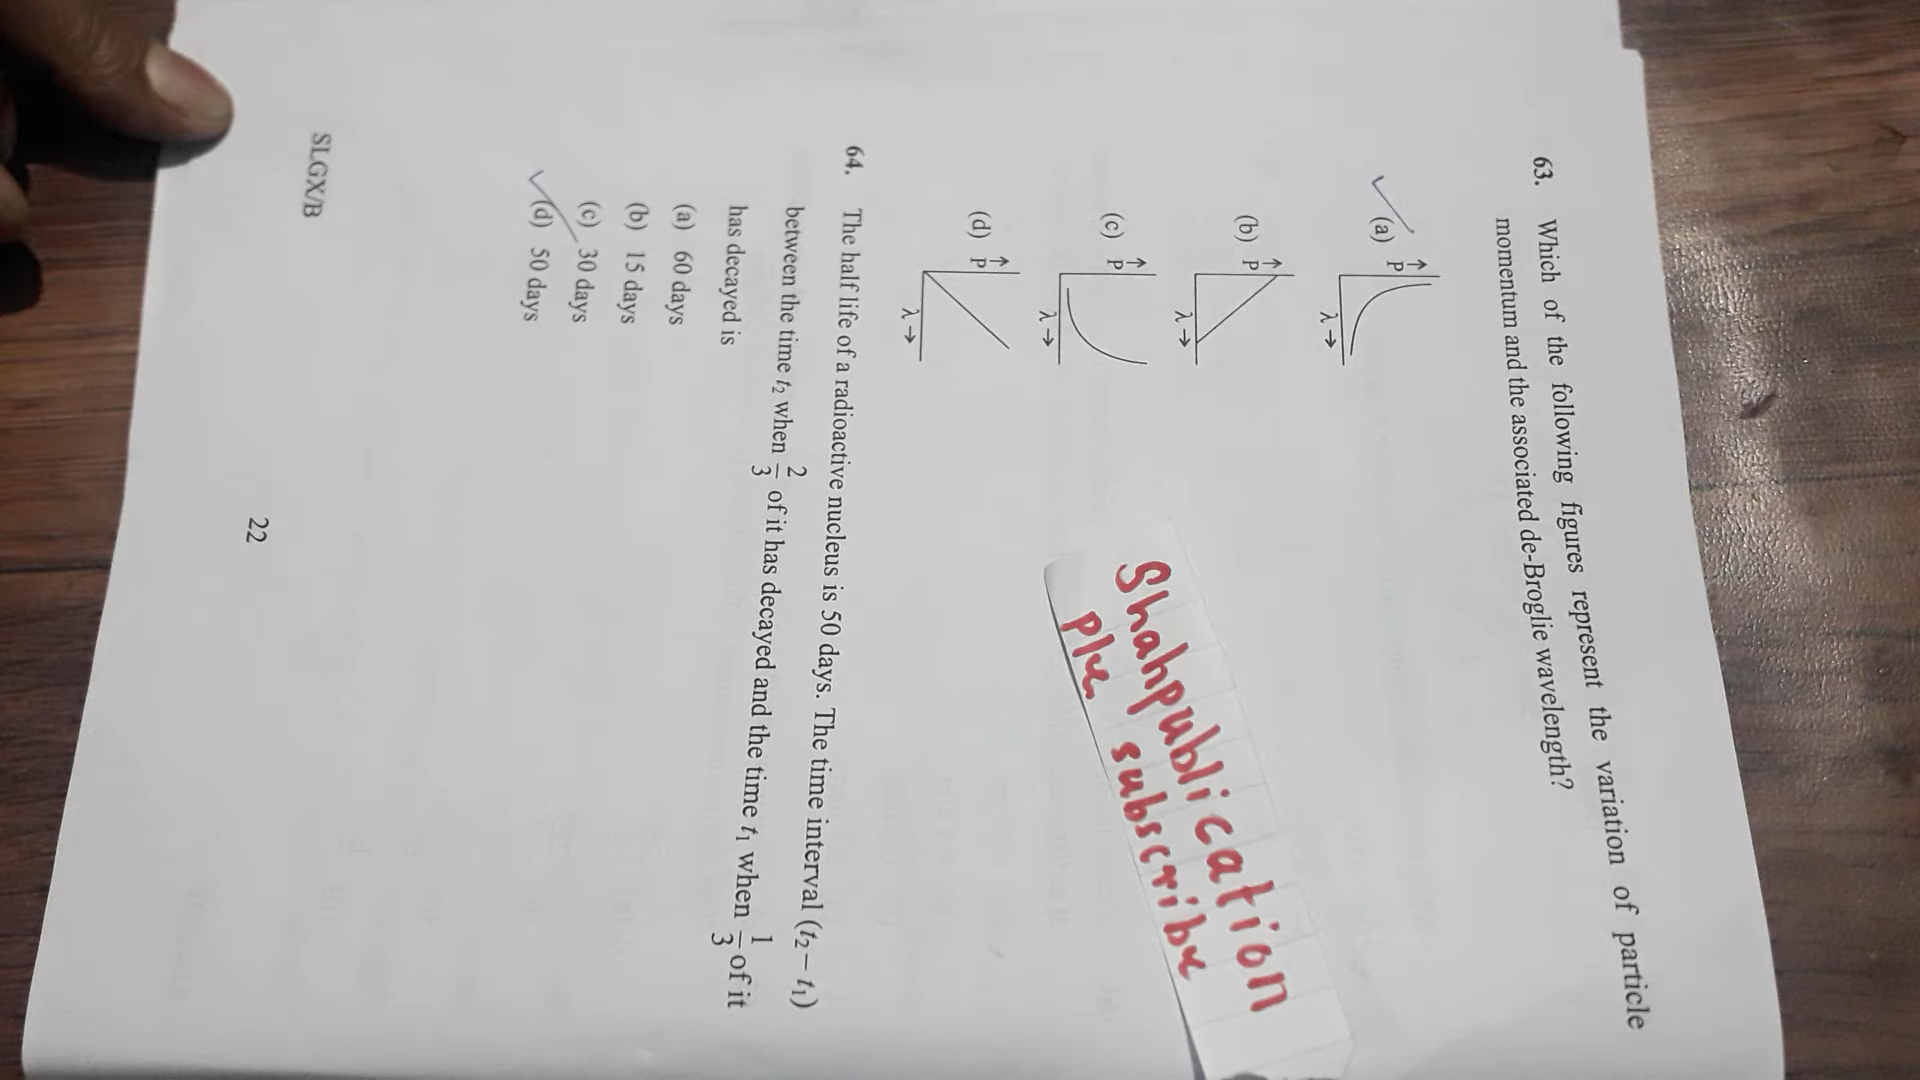 63. Which of the following figures represent the variation of particle
momentum and the associated de-Broglie wavelength?
(a) ↑ P λ →
(b) ↑ P λ →
(c) ↑ P λ →
(d) ↑ P λ →
Shahpublication
plz subscribe
64. The half life of a radioactive nucleus is 50 days. The time interval (t₂ – t₁)
between the time t₂ when 2/3 of it has decayed and the time t₁ when 1/3 of it
has decayed is
(a) 60 days
(b) 15 days
(c) 30 days
(d) 50 days
SLGX/B
22